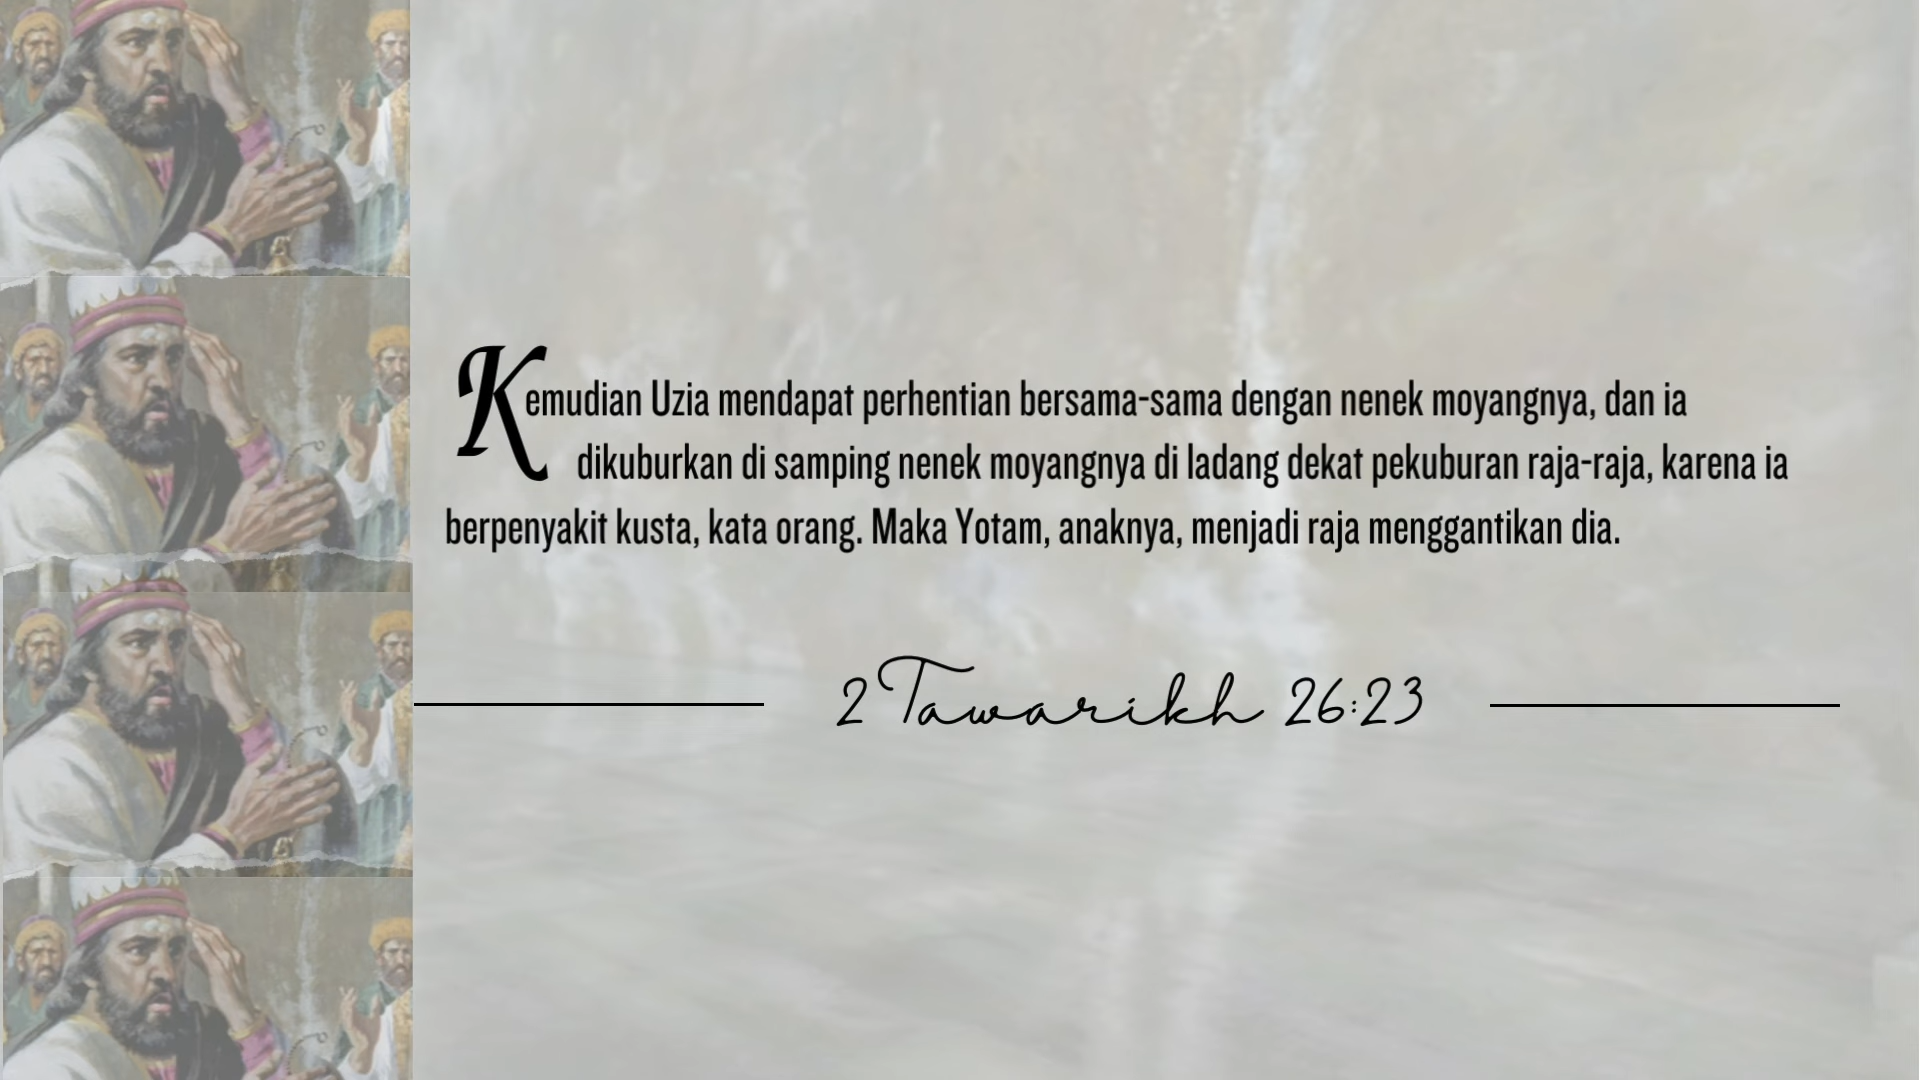 Kemudian Uzia mendapat perhentian bersama-sama dengan nenek moyangnya, dan ia
dikuburkan di samping nenek moyangnya di ladang dekat pekuburan raja-raja, karena ia
berpenyakit kusta, kata orang. Maka Yotam, anaknya, menjadi raja menggantikan dia.
2 Tawarikh 26:23